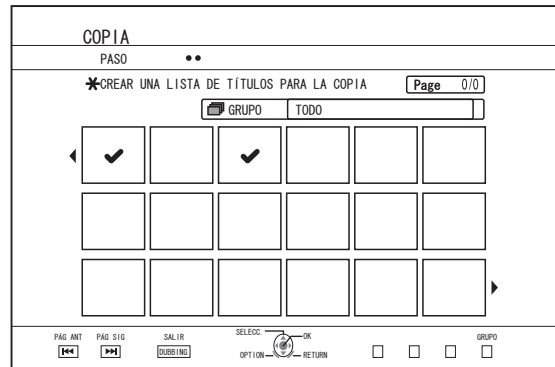 COPIA
PASO
CREAR UNA LISTA DE TÍTULOS PARA LA COPIA
Page 0/0
GRUPO TODO
PÁG ANT PÁG SIG SALIR SELECC. OK GRUPO
DUBBING OPTION RETURN